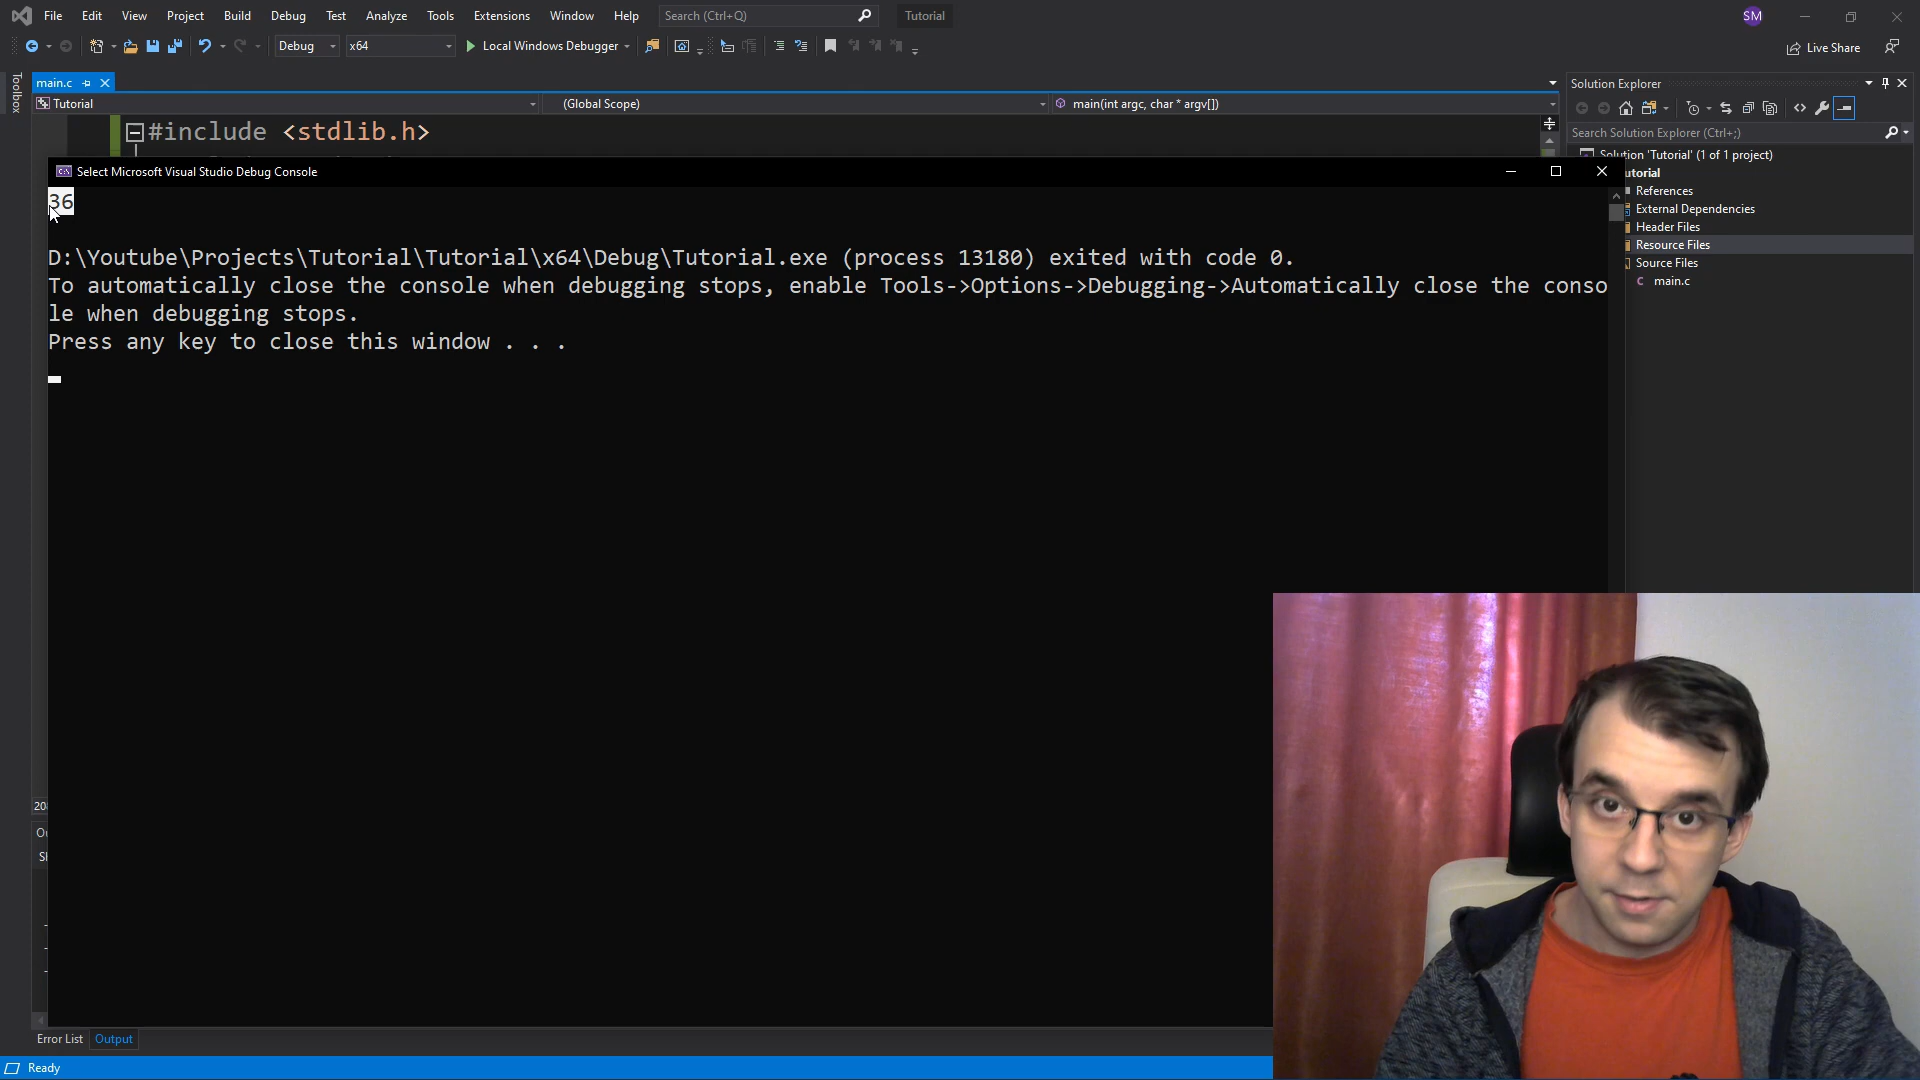 File Edit View Project Build Debug Test Analyze Tools Extensions Window Help Search (Ctrl+Q) Tutorial SM
Debug x64 Local Windows Debugger Live Share
Toolbox
main.c
Solution Explorer
Tutorial (Global Scope) main(int argc, char * argv[])
#include <stdlib.h>
Search Solution Explorer (Ctrl+;)
Solution 'Tutorial' (1 of 1 project)
utorial
References
External Dependencies
Header Files
Resource Files
Source Files
main.c
Select Microsoft Visual Studio Debug Console
36
D:\Youtube\Projects\Tutorial\Tutorial\x64\Debug\Tutorial.exe (process 13180) exited with code 0.
To automatically close the console when debugging stops, enable Tools->Options->Debugging->Automatically close the conso
le when debugging stops.
Press any key to close this window . . .
Error List Output
Ready